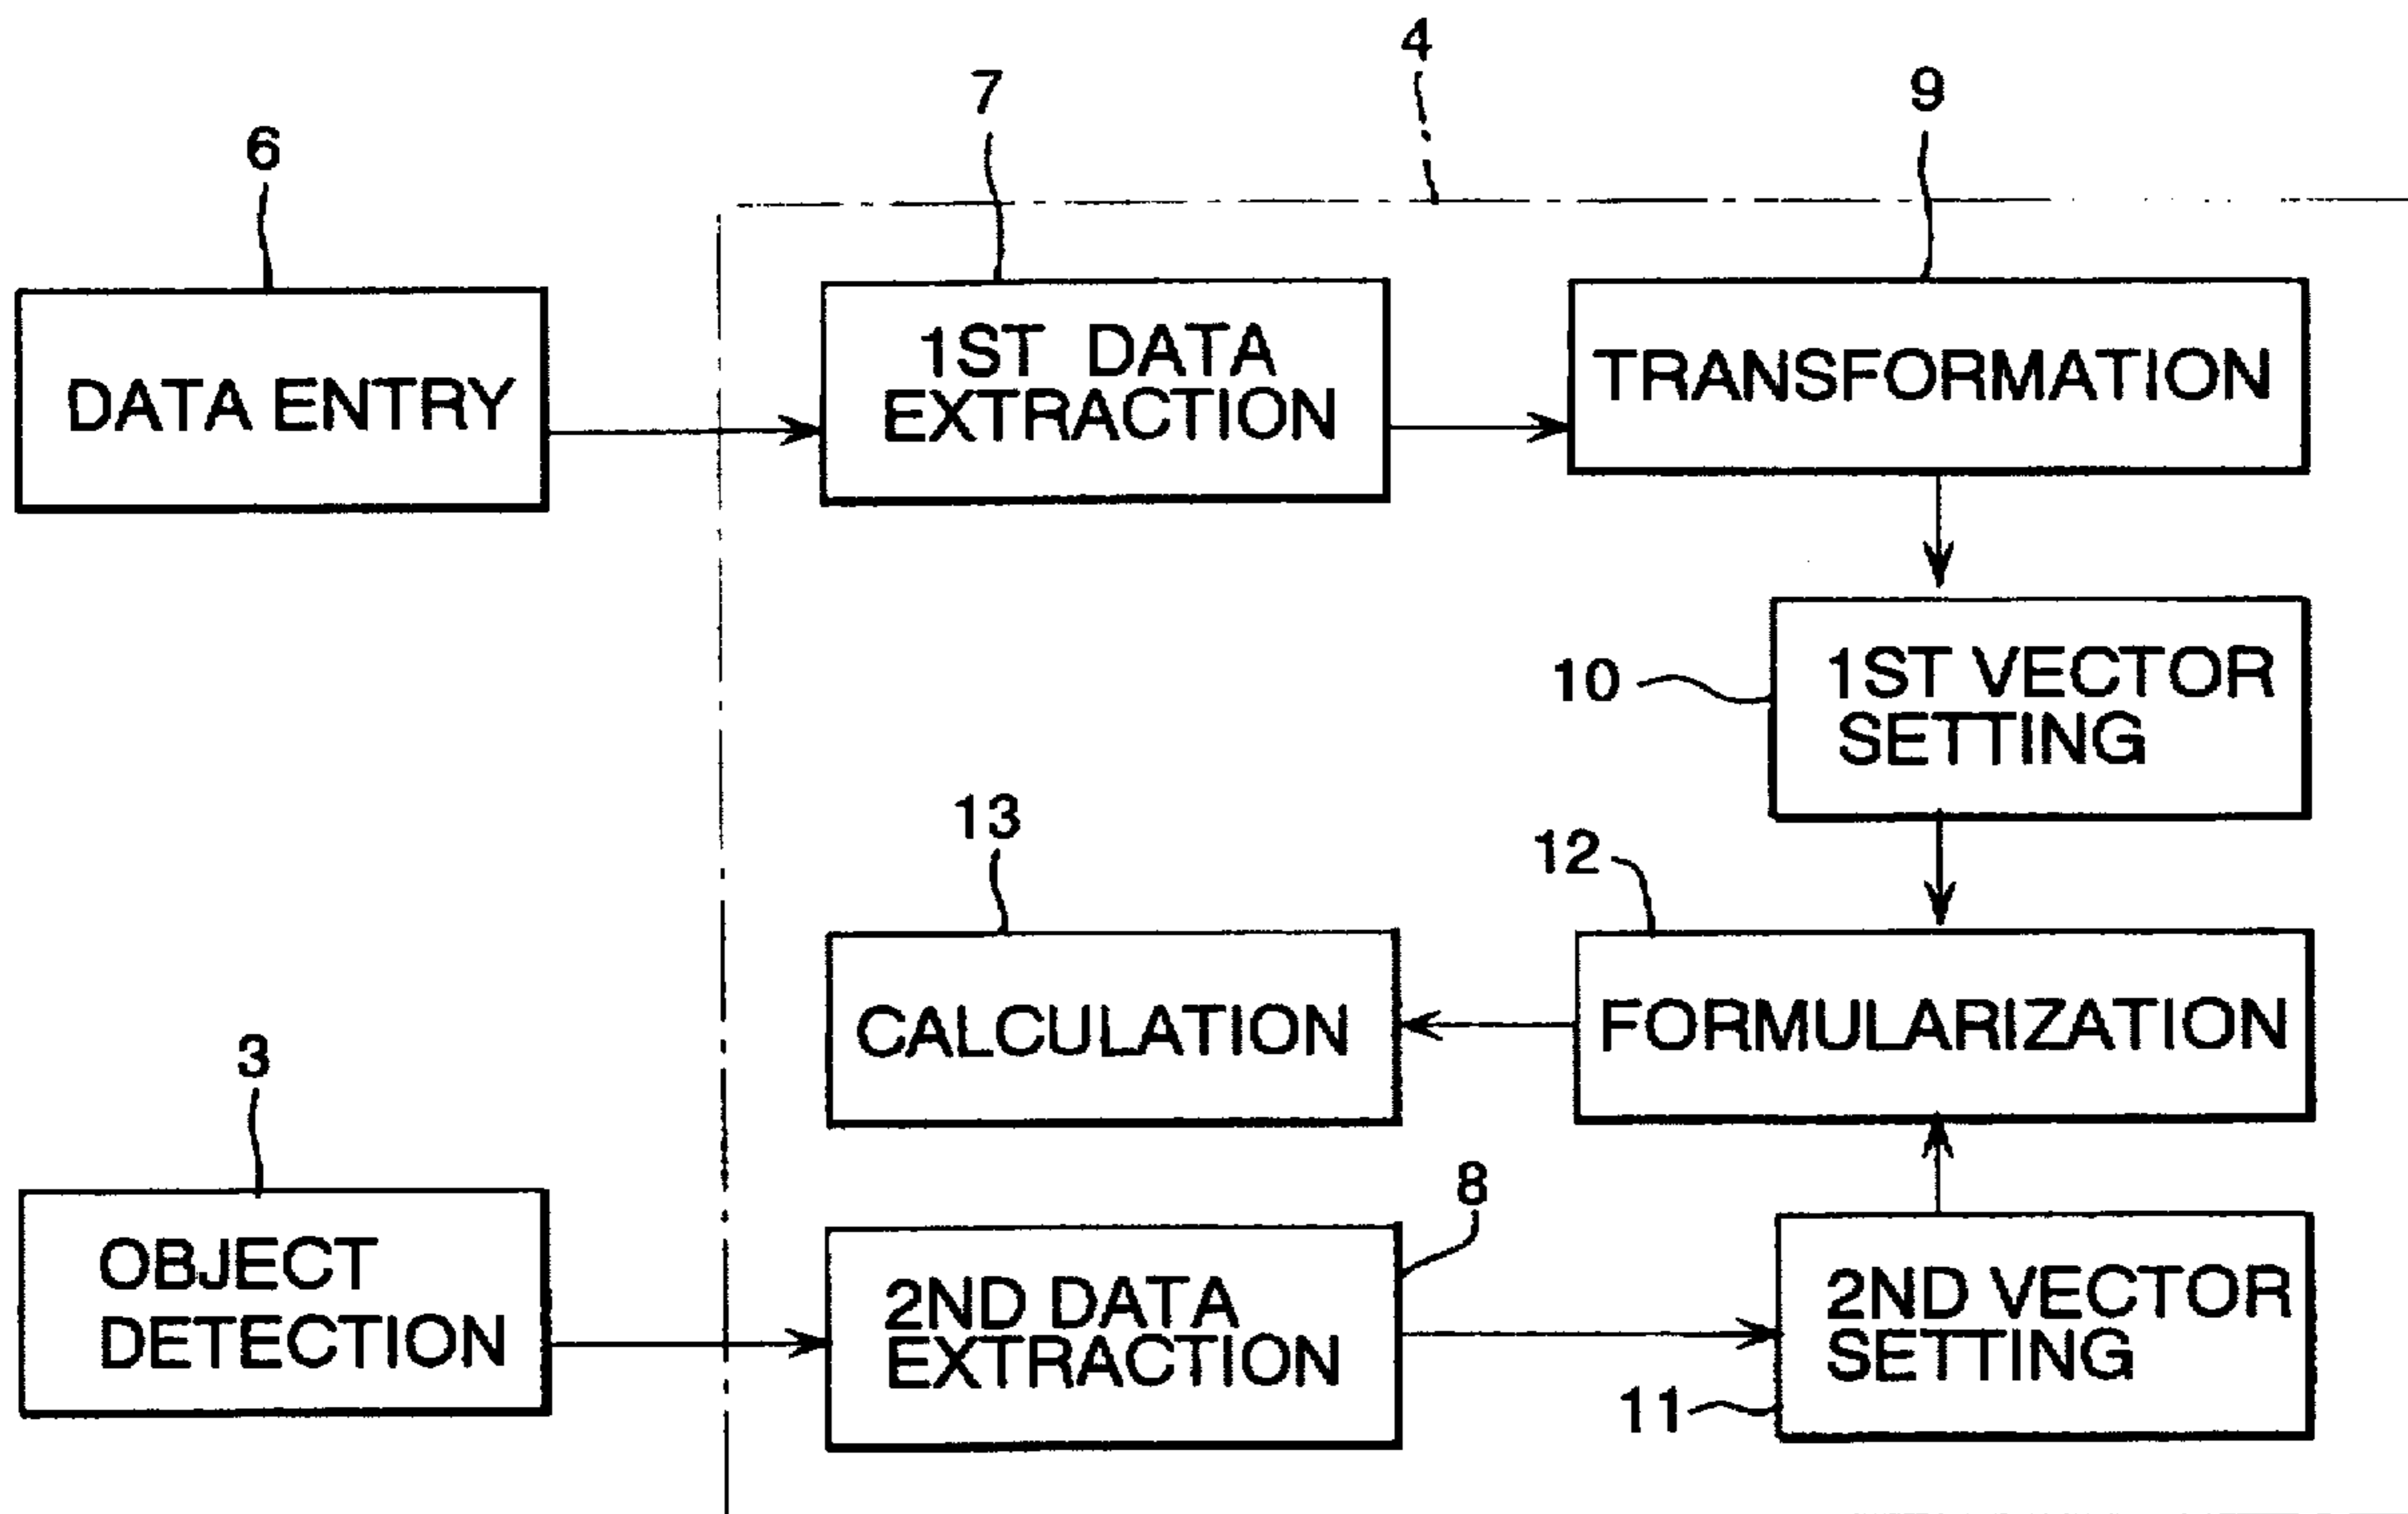 4
7
9
6
1ST DATA
EXTRACTION
TRANSFORMATION
DATA ENTRY
10
1ST VECTOR
SETTING
13
12
CALCULATION
FORMULARIZATION
3
8
OBJECT
DETECTION
2ND DATA
EXTRACTION
2ND VECTOR
SETTING
11